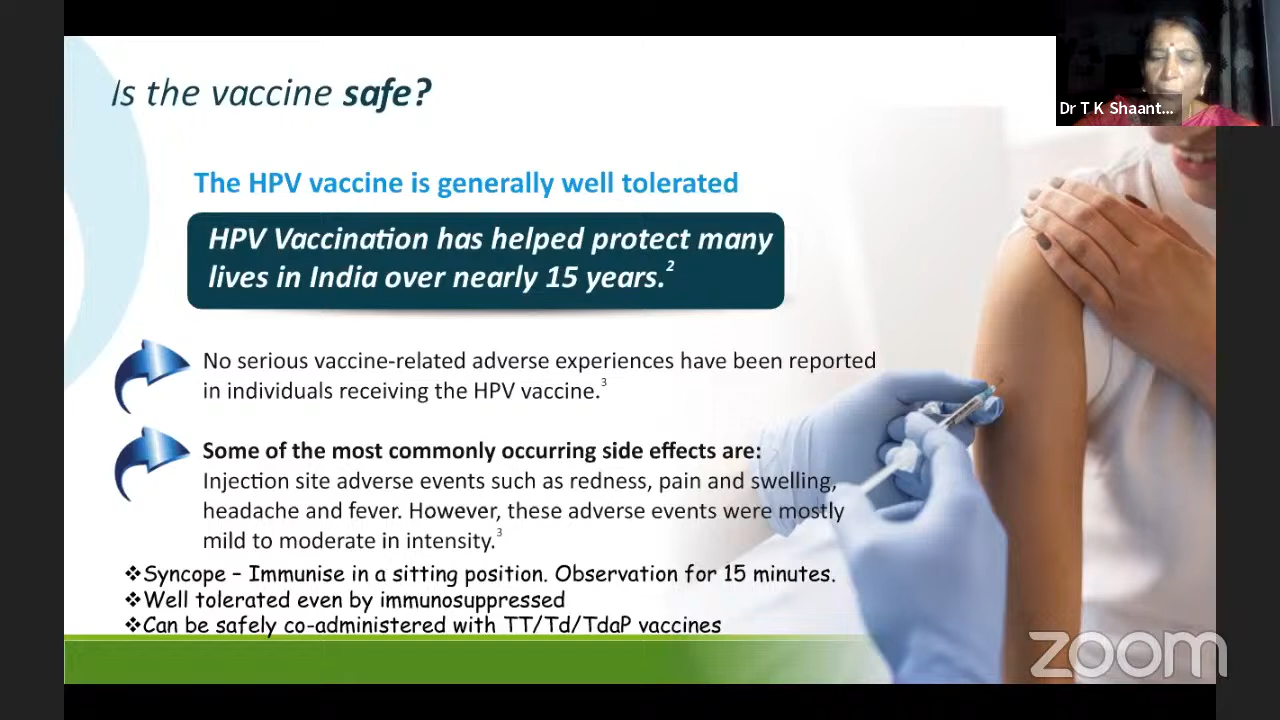 Is the vaccine safe?
Dr T K Shaant...
The HPV vaccine is generally well tolerated
HPV Vaccination has helped protect many
lives in India over nearly 15 years.2
No serious vaccine-related adverse experiences have been reported
in individuals receiving the HPV vaccine.3
Some of the most commonly occurring side effects are:
Injection site adverse events such as redness, pain and swelling,
headache and fever. However, these adverse events were mostly
mild to moderate in intensity.3
❖Syncope – Immunise in a sitting position. Observation for 15 minutes.
❖Well tolerated even by immunosuppressed
❖Can be safely co-administered with TT/Td/TdaP vaccines
zoom